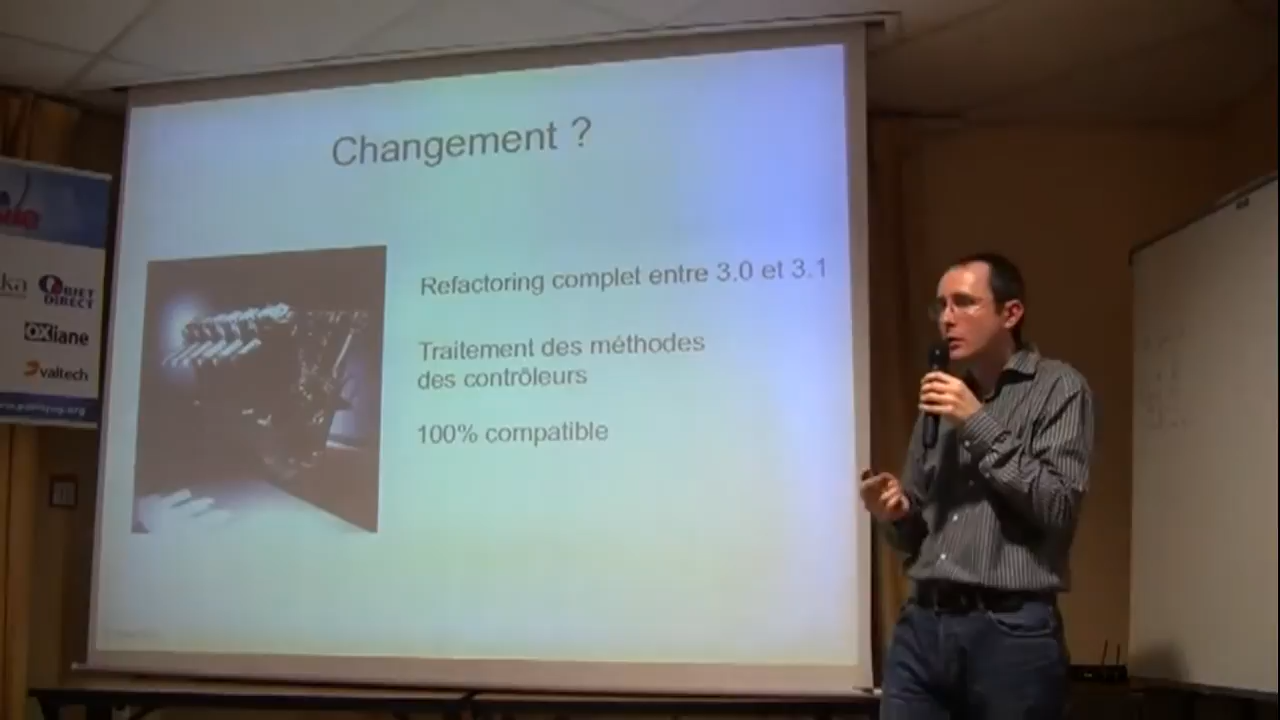 Changement ?
Refactoring complet entre 3.0 et 3.1
Traitement des méthodes
des contrôleurs
100% compatible
OBJET
DIRECT
OXiane
valtech